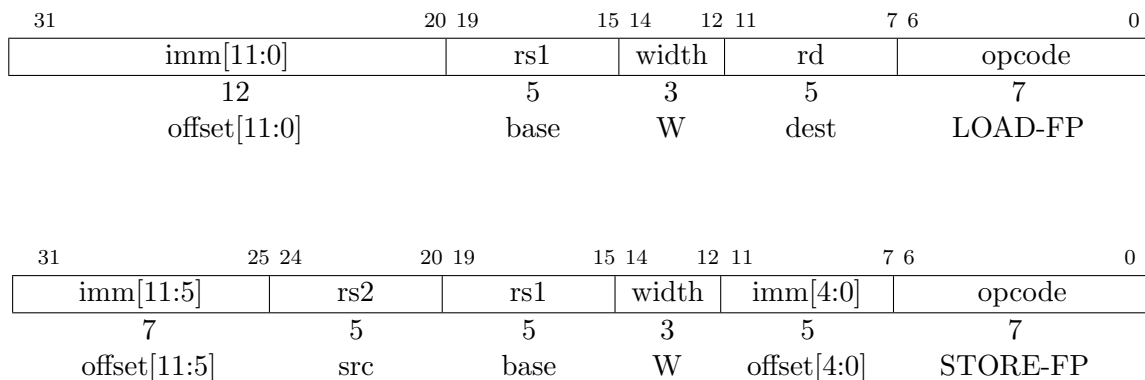 31 20 19 15 14 12 11 7 6 0
imm[11:0] rs1 width rd opcode
12 5 3 5 7
offset[11:0] base W dest LOAD-FP
31 25 24 20 19 15 14 12 11 7 6 0
imm[11:5] rs2 rs1 width imm[4:0] opcode
7 5 5 3 5 7
offset[11:5] src base W offset[4:0] STORE-FP